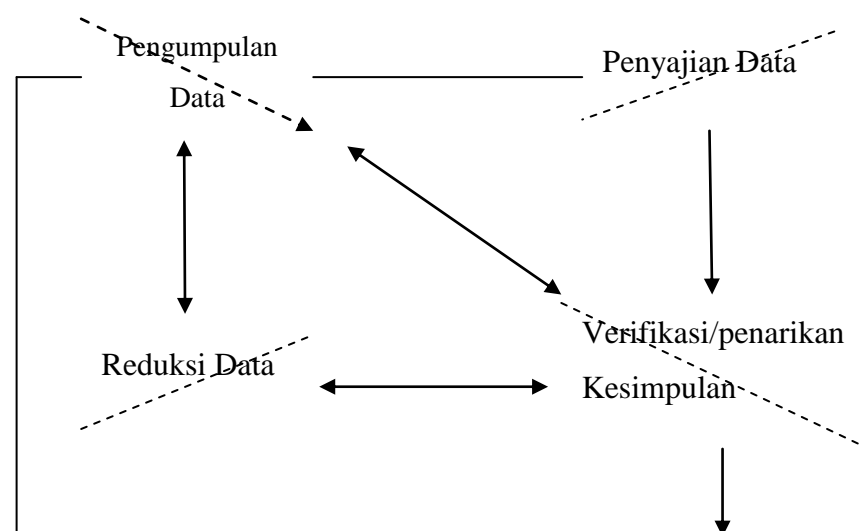 Pengumpulan
Data
Penyajian Data
Reduksi Data
Verifikasi/penarikan
Kesimpulan